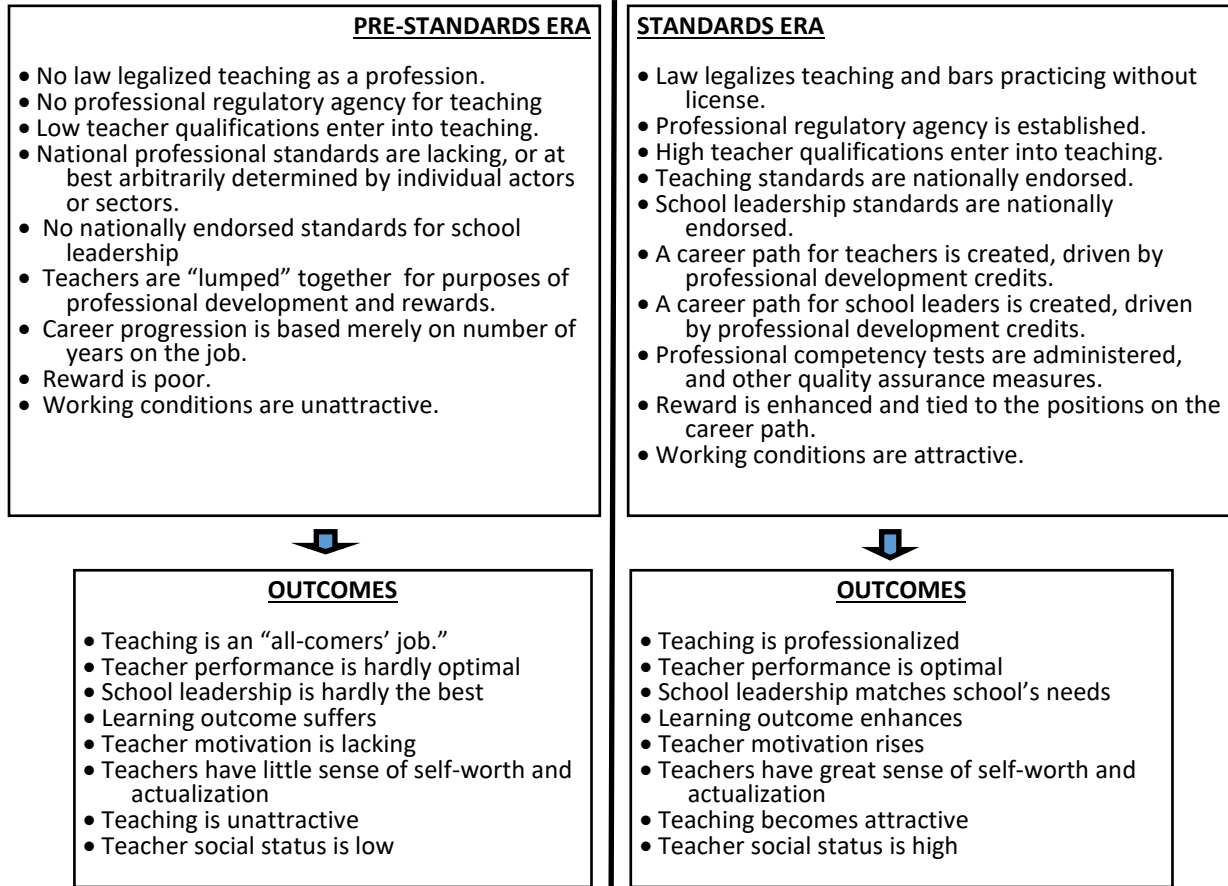 PRE-STANDARDS ERA
• No law legalized teaching as a profession.
• No professional regulatory agency for teaching
• Low teacher qualifications enter into teaching.
• National professional standards are lacking, or at
best arbitrarily determined by individual actors
or sectors.
• No nationally endorsed standards for school
leadership
• Teachers are “lumped” together for purposes of
professional development and rewards.
• Career progression is based merely on number of
years on the job.
• Reward is poor.
• Working conditions are unattractive.
STANDARDS ERA
• Law legalizes teaching and bars practicing without
license.
• Professional regulatory agency is established.
• High teacher qualifications enter into teaching.
• Teaching standards are nationally endorsed.
• School leadership standards are nationally
endorsed.
• A career path for teachers is created, driven by
professional development credits.
• A career path for school leaders is created, driven
by professional development credits.
• Professional competency tests are administered,
and other quality assurance measures.
• Reward is enhanced and tied to the positions on the
career path.
• Working conditions are attractive.
OUTCOMES
• Teaching is an “all-comers’ job.”
• Teacher performance is hardly optimal
• School leadership is hardly the best
• Learning outcome suffers
• Teacher motivation is lacking
• Teachers have little sense of self-worth and
actualization
• Teaching is unattractive
• Teacher social status is low
OUTCOMES
• Teaching is professionalized
• Teacher performance is optimal
• School leadership matches school’s needs
• Learning outcome enhances
• Teacher motivation rises
• Teachers have great sense of self-worth and
actualization
• Teaching becomes attractive
• Teacher social status is high